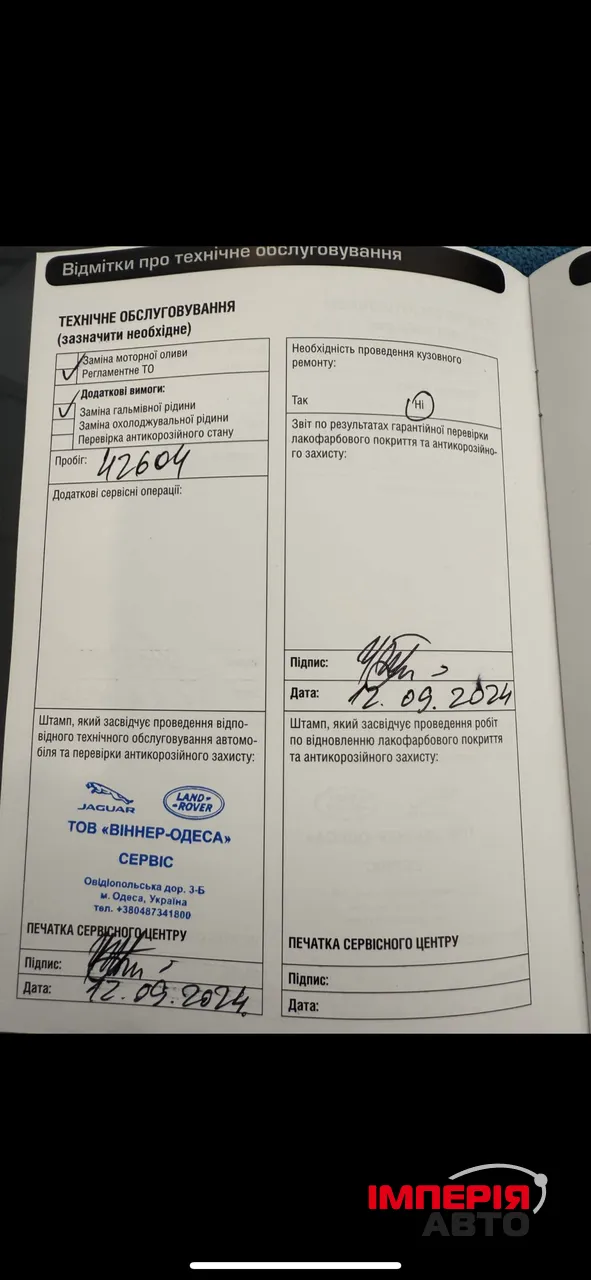 Відмітки про технічне обслуговування
ТЕХНІЧНЕ ОБСЛУГОВУВАННЯ
(зазначити необхідне)
Заміна моторної оливи
Регламентне ТО
Додаткові вимоги:
Заміна гальмівної рідини
Заміна охолоджувальної рідини
Перевірка антикорозійного стану
Пробіг: 42604
Додаткові сервісні операції:
Штамп, який засвідчує проведення відпо-
відного технічного обслуговування автомо-
біля та перевірки антикорозійного захисту:
JAGUAR
LAND
ROVER
ТОВ «ВІННЕР-ОДЕСА»
СЕРВІС
Овідіопольська дор. 3-Б
м. Одеса, Україна
тел. +380487341800
ПЕЧАТКА СЕРВІСНОГО ЦЕНТРУ
Підпис:
Дата: 12.09.2024
Необхідність проведення кузовного
ремонту:
Так Ні
Звіт по результатах гарантійної перевірки
лакофарбового покриття та антикорозійно-
го захисту:
Підпис:
Дата: 12.09.2024
Штамп, який засвідчує проведення робіт
по відновленню лакофарбового покриття
та антикорозійного захисту:
ПЕЧАТКА СЕРВІСНОГО ЦЕНТРУ
Підпис:
Дата:
ІМПЕРІЯ
АВТО